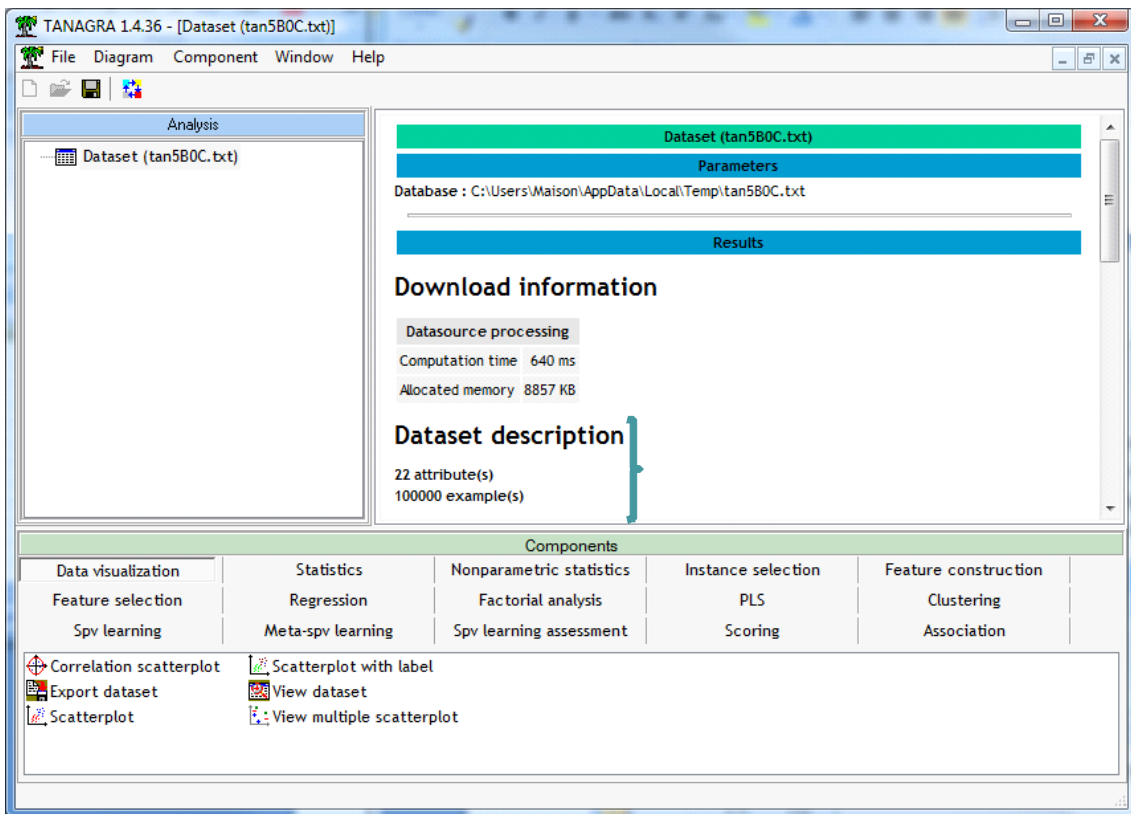 TANAGRA 1.4.36 - [Dataset (tan5B0C.txt)]
File Diagram Component Window Help
Analysis
Dataset (tan5B0C.txt)
Dataset (tan5B0C.txt)
Parameters
Database : C:\Users\Maison\AppData\Local\Temp\tan5B0C.txt
Results
Download information
Datasource processing
Computation time 640 ms
Allocated memory 8857 KB
Dataset description
22 attribute(s)
100000 example(s)
Components
Data visualization Statistics Nonparametric statistics Instance selection Feature construction
Feature selection Regression Factorial analysis PLS Clustering
Spv learning Meta-spv learning Spv learning assessment Scoring Association
Correlation scatterplot Scatterplot with label
Export dataset View dataset
Scatterplot View multiple scatterplot